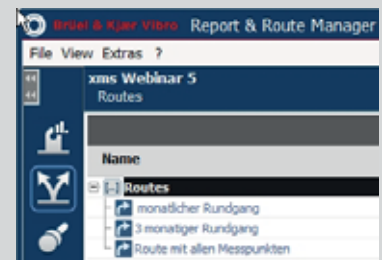 Brüel & Kjær Vibro Report & Route Manager
File View Extras ?
xms Webinar 5
Routes
Name
Routes
monatlicher Rundgang
3 monatiger Rundgang
Route mit allen Messpunkten